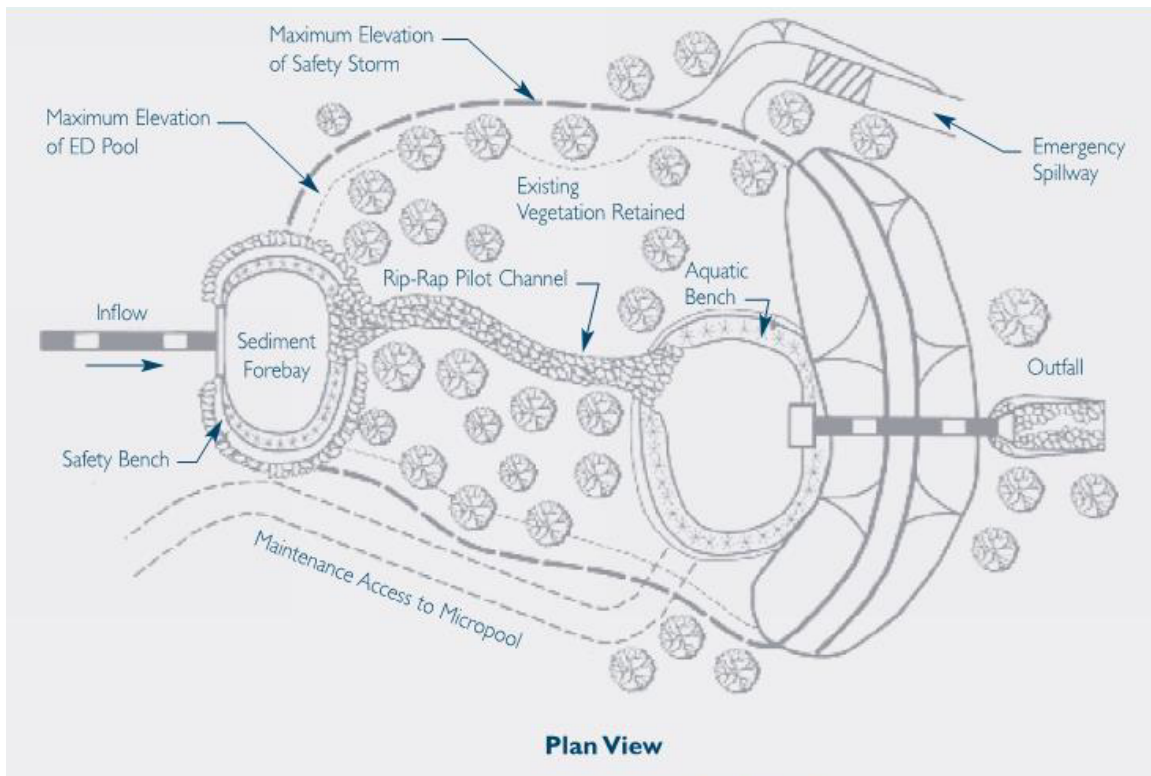 Maximum Elevation
of Safety Storm
Maximum Elevation
of ED Pool
Emergency
Spillway
Existing
Vegetation Retained
Rip-Rap Pilot Channel
Aquatic
Bench
Inflow
Sediment
Forebay
Outfall
Safety Bench
Maintenance Access to Micropool
Plan View